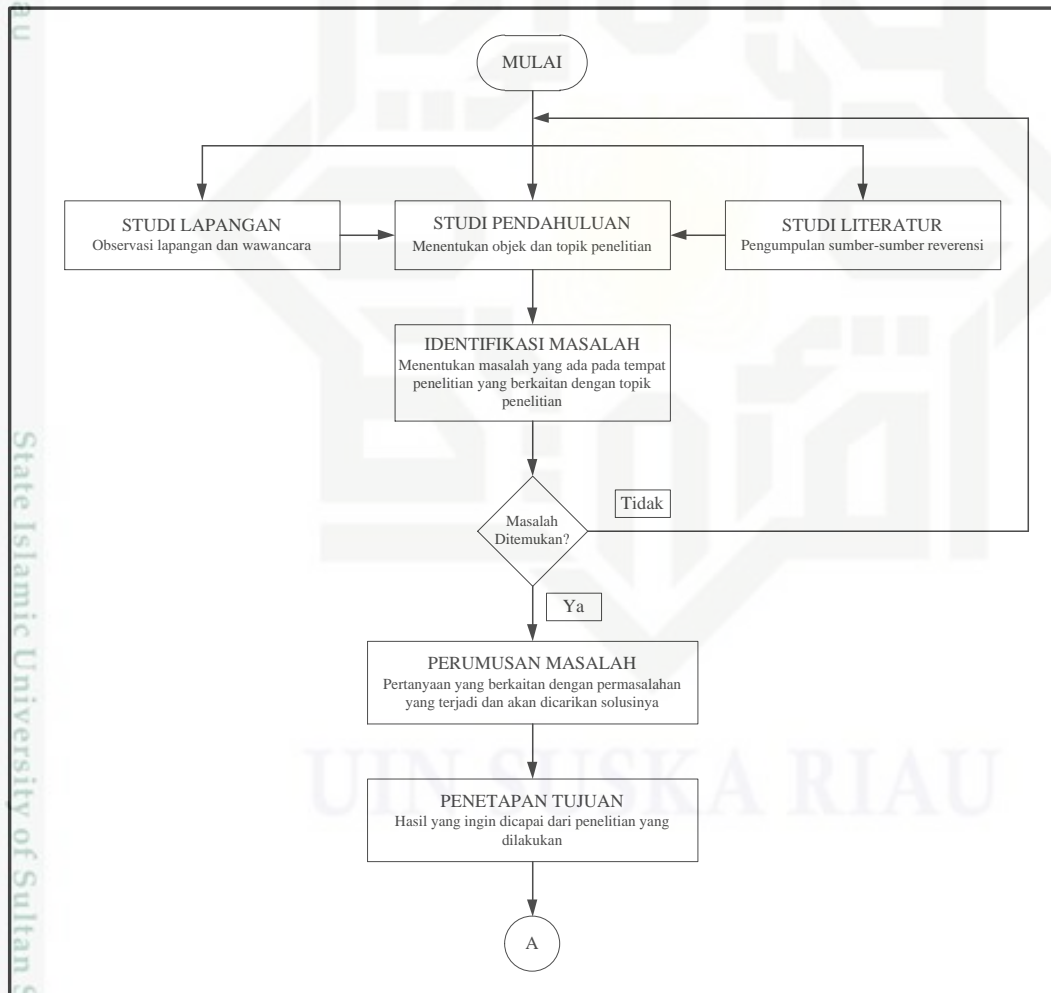 MULAI
STUDI LAPANGAN
Observasi lapangan dan wawancara
STUDI PENDAHULUAN
Menentukan objek dan topik penelitian
STUDI LITERATUR
Pengumpulan sumber-sumber reverensi
IDENTIFIKASI MASALAH
Menentukan masalah yang ada pada tempat
penelitian yang berkaitan dengan topik
penelitian
Masalah
Ditemukan?
Tidak
Ya
PERUMUSAN MASALAH
Pertanyaan yang berkaitan dengan permasalahan
yang terjadi dan akan dicarikan solusinya
PENETAPAN TUJUAN
Hasil yang ingin dicapai dari penelitian yang
dilakukan
A
UIN SUSKA RIAU
State Islamic University of Sultan